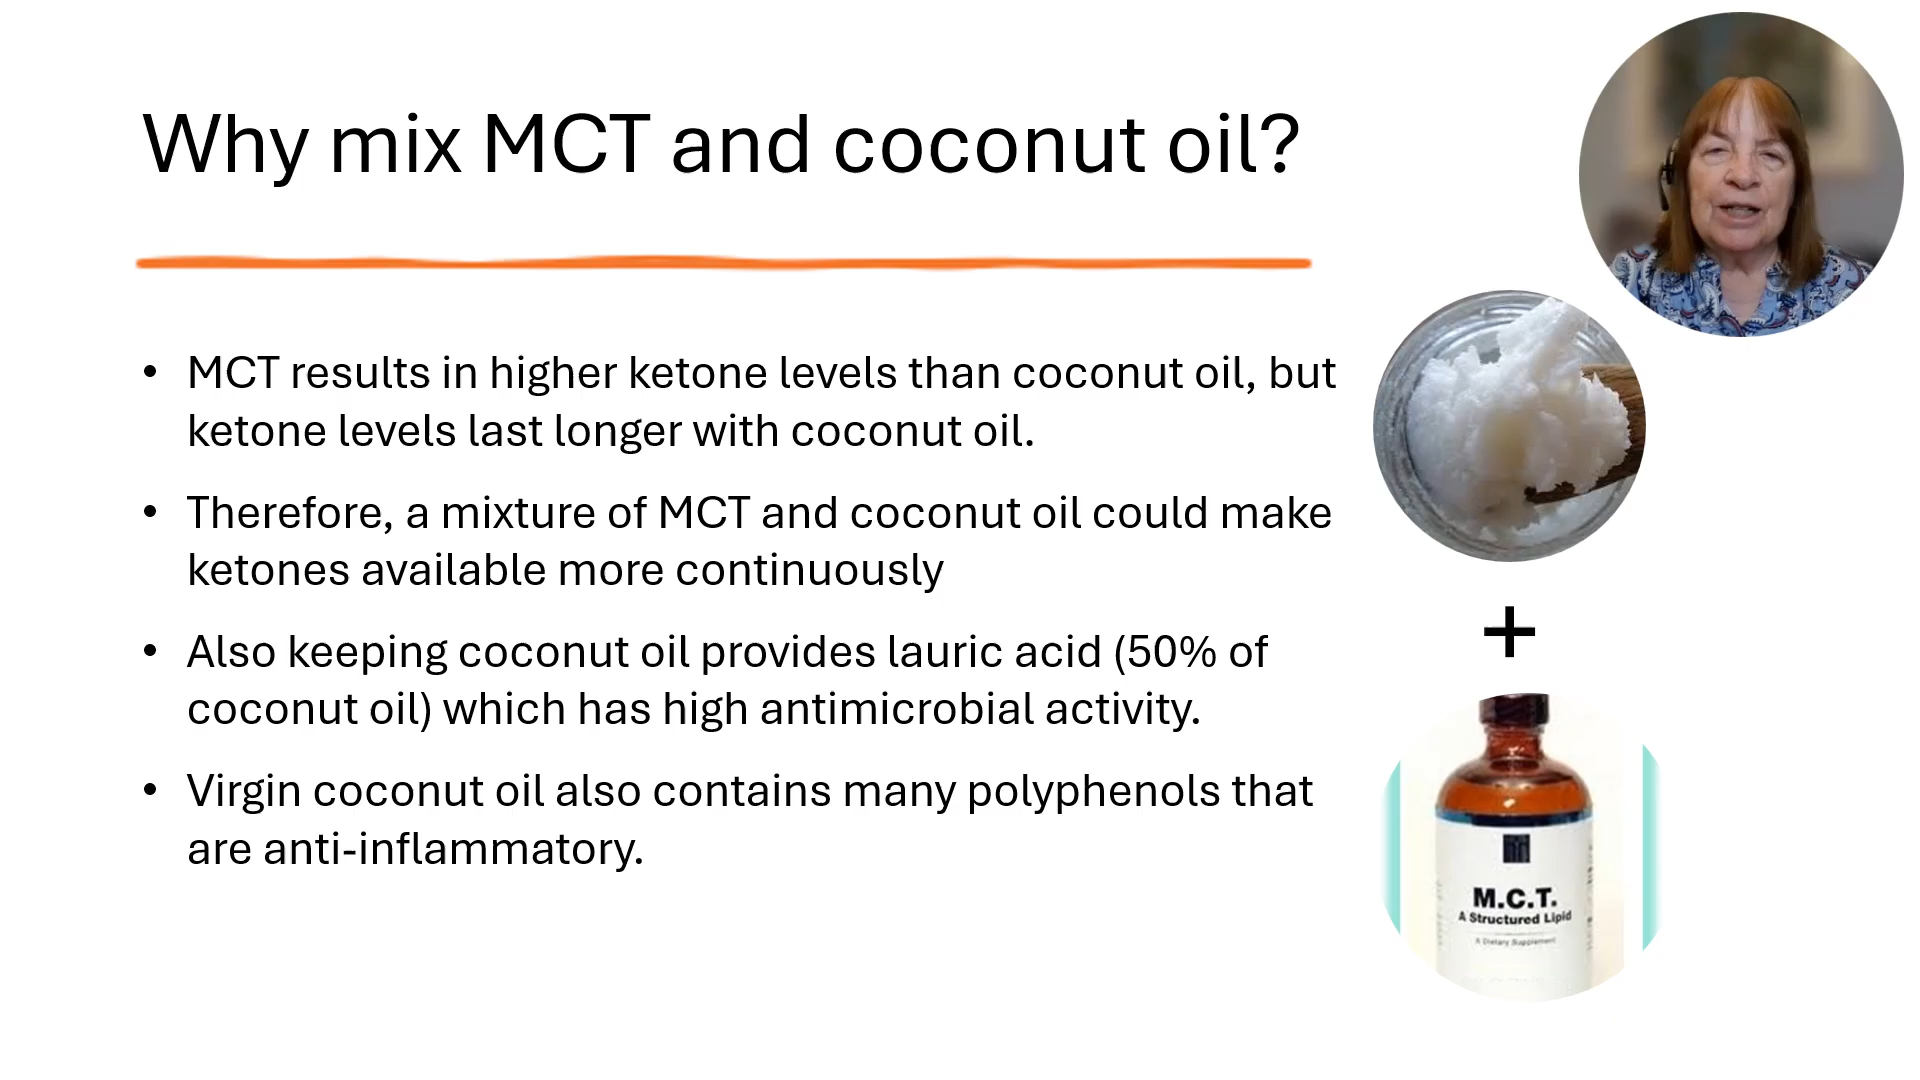 Why mix MCT and coconut oil?
• MCT results in higher ketone levels than coconut oil, but
ketone levels last longer with coconut oil.
• Therefore, a mixture of MCT and coconut oil could make
ketones available more continuously
• Also keeping coconut oil provides lauric acid (50% of
coconut oil) which has high antimicrobial activity.
• Virgin coconut oil also contains many polyphenols that
are anti-inflammatory.
+
M.C.T.
A Structured Lipid
A Dietary Supplement